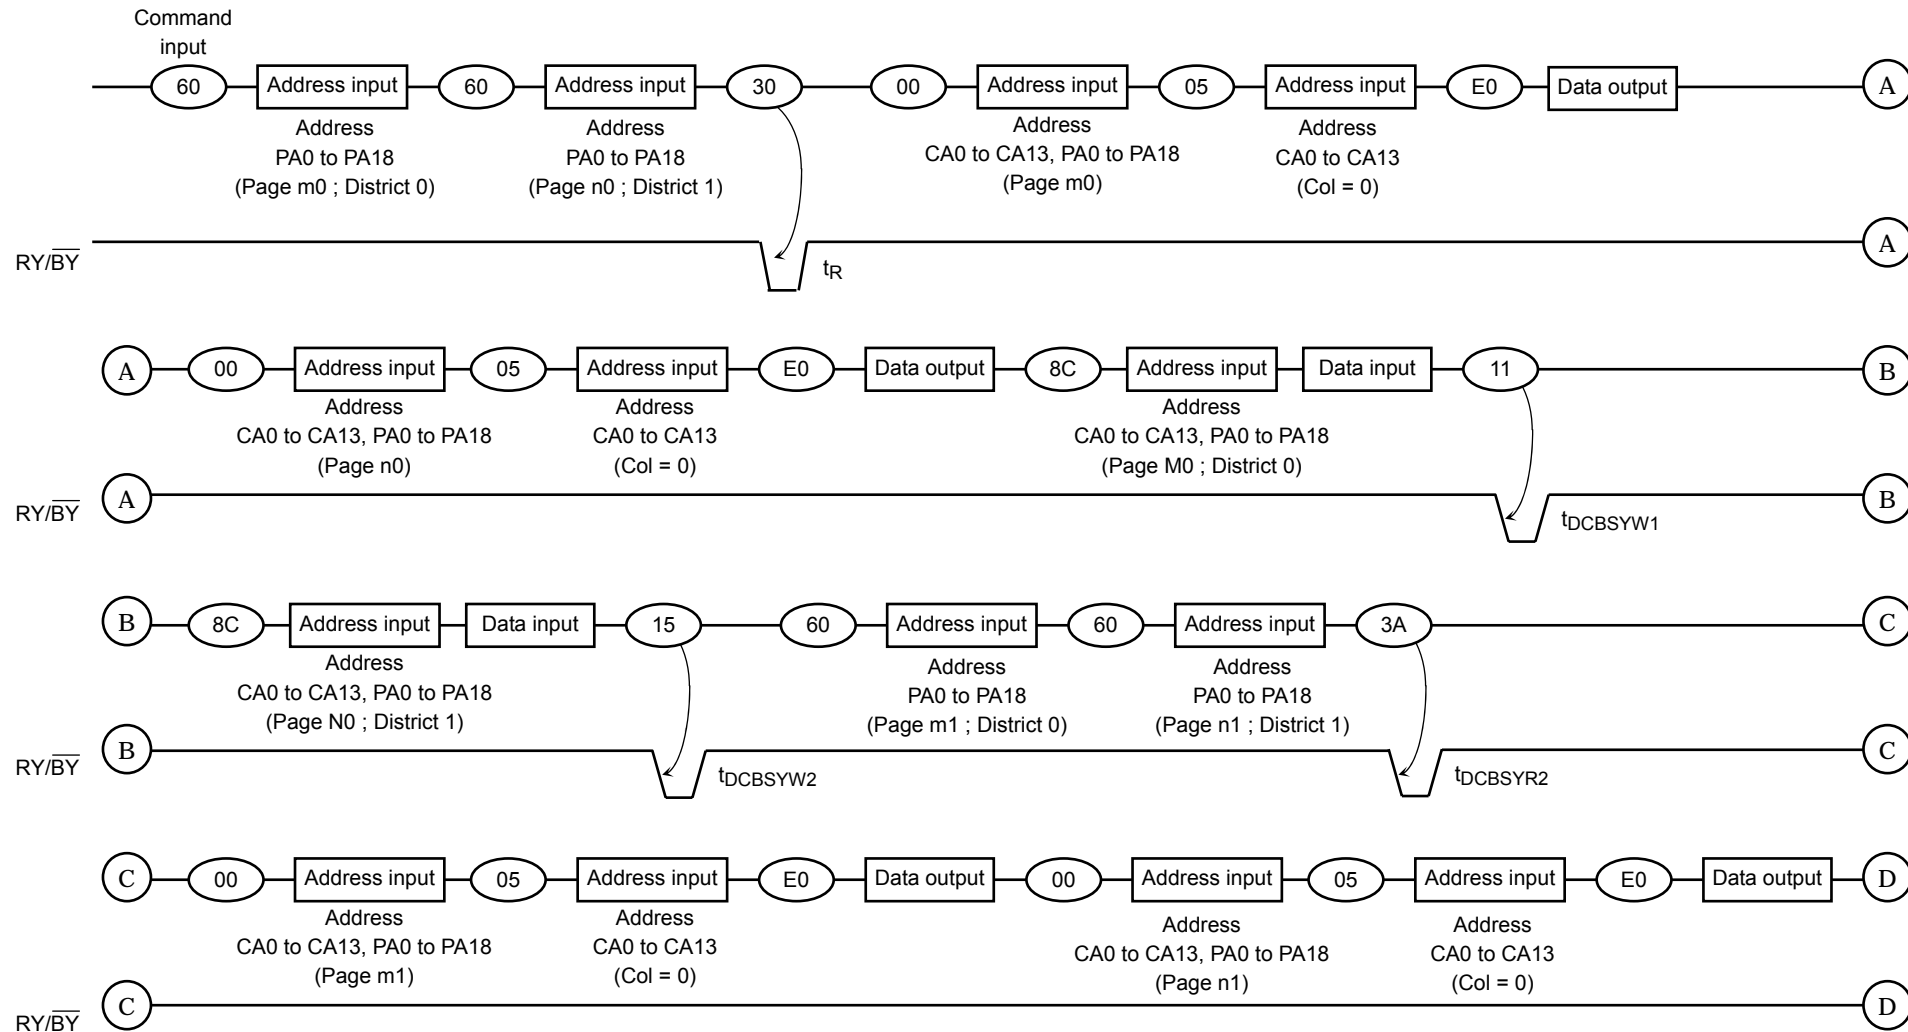 Command
input
60 Address input 60 Address input 30 00 Address input 05 Address input E0 Data output A
Address
PA0 to PA18
(Page m0 ; District 0)
Address
PA0 to PA18
(Page n0 ; District 1)
Address
CA0 to CA13, PA0 to PA18
(Page m0)
Address
CA0 to CA13
(Col = 0)
RY/BY tR A
A 00 Address input 05 Address input E0 Data output 8C Address input Data input 11 B
Address
CA0 to CA13, PA0 to PA18
(Page n0)
Address
CA0 to CA13
(Col = 0)
Address
CA0 to CA13, PA0 to PA18
(Page M0 ; District 0)
RY/BY A tDCBSYW1 B
B 8C Address input Data input 15 60 Address input 60 Address input 3A C
Address
CA0 to CA13, PA0 to PA18
(Page N0 ; District 1)
Address
PA0 to PA18
(Page m1 ; District 0)
Address
PA0 to PA18
(Page n1 ; District 1)
RY/BY B tDCBSYW2 tDCBSYR2 C
C 00 Address input 05 Address input E0 Data output 00 Address input 05 Address input E0 Data output D
Address
CA0 to CA13, PA0 to PA18
(Page m1)
Address
CA0 to CA13
(Col = 0)
Address
CA0 to CA13, PA0 to PA18
(Page n1)
Address
CA0 to CA13
(Col = 0)
RY/BY C D